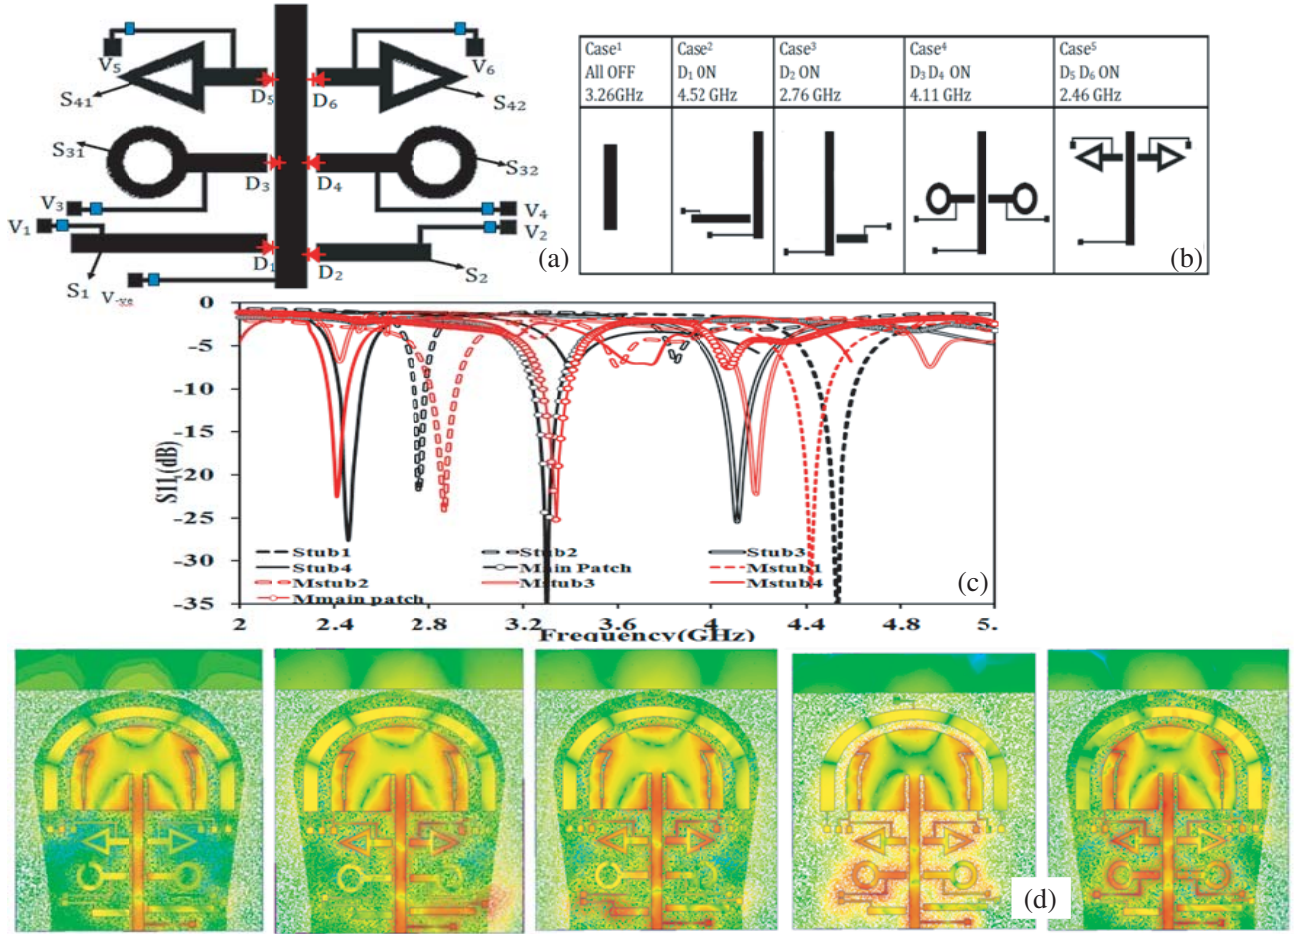 V5
V6
S41
D5
D6
S42
S31
S32
D3
D4
V3
V4
V1
V2
D1
D2
S1
S2
V-ve
(a)
Case1
All OFF
3.26GHz
Case2
D1 0N
4.52 GHz
Case3
D2 ON
2.76 GHz
Case4
D3 D4 ON
4.11 GHz
Case5
D5 D6 ON
2.46 GHz
(b)
0
-5
-10
-15
-20
-25
-30
-35
S11(dB)
Stub1
Stub2
Stub3
Stub4
Main Patch
Mstub1
Mstub2
Mstub3
Mstub4
Mmain patch
(c)
2 2.4 2.8 3.2 3.6 4 4.4 4.8 5.
Frequency(GHz)
(d)